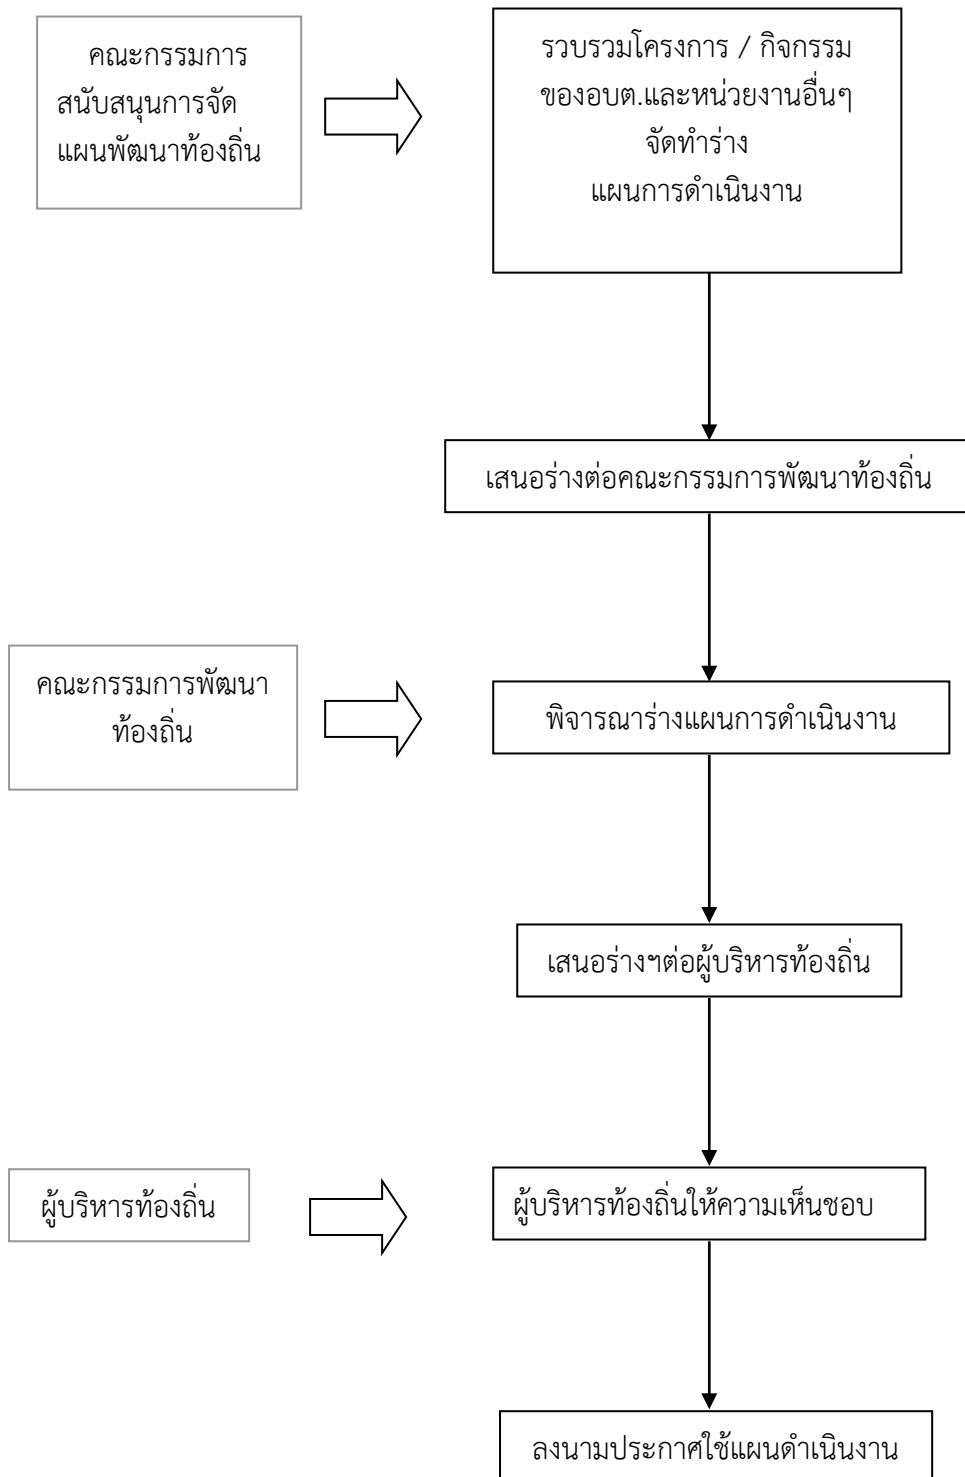 คณะกรรมการ
สนับสนุนการจัด
แผนพัฒนาท้องถิ่น
รวบรวมโครงการ / กิจกรรม
ของอบต.และหน่วยงานอื่นๆ
จัดทำร่าง
แผนการดำเนินงาน
เสนอร่างต่อคณะกรรมการพัฒนาท้องถิ่น
คณะกรรมการพัฒนา
ท้องถิ่น
พิจารณาร่างแผนการดำเนินงาน
เสนอร่างฯต่อผู้บริหารท้องถิ่น
ผู้บริหารท้องถิ่น
ผู้บริหารท้องถิ่นให้ความเห็นชอบ
ลงนามประกาศใช้แผนดำเนินงาน